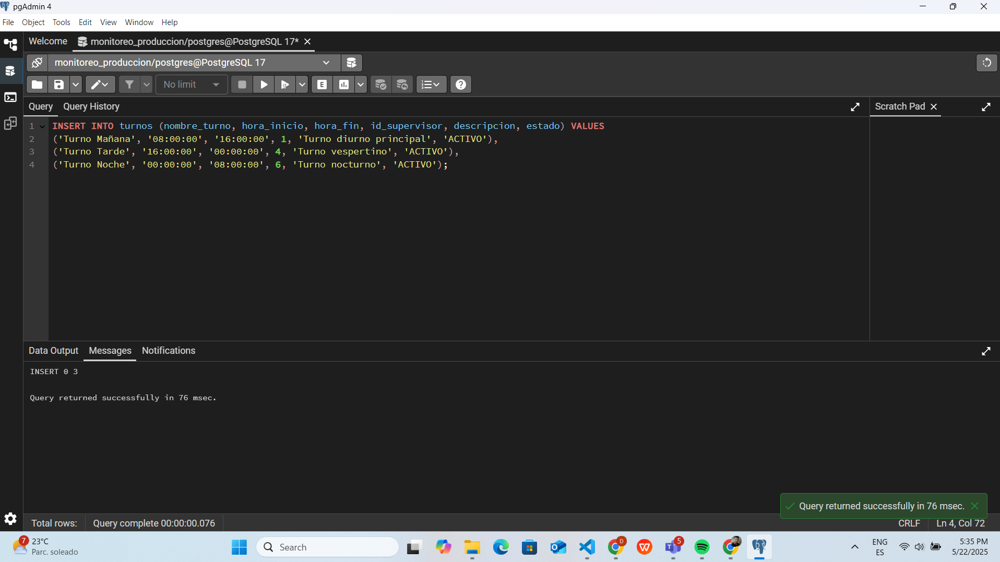 pgAdmin 4
File Object Tools Edit View Window Help
Welcome monitoreo_produccion/postgres@PostgreSQL 17*
monitoreo_produccion/postgres@PostgreSQL 17
No limit
E
Query Query History Scratch Pad
1 INSERT INTO turnos (nombre_turno, hora_inicio, hora_fin, id_supervisor, descripcion, estado) VALUES
2 ('Turno Mañana', '08:00:00', '16:00:00', 1, 'Turno diurno principal', 'ACTIVO'),
3 ('Turno Tarde', '16:00:00', '00:00:00', 4, 'Turno vespertino', 'ACTIVO'),
4 ('Turno Noche', '00:00:00', '08:00:00', 6, 'Turno nocturno', 'ACTIVO');
Data Output Messages Notifications
INSERT 0 3
Query returned successfully in 76 msec.
Query returned successfully in 76 msec.
Total rows: Query complete 00:00:00.076 CRLF Ln 4, Col 72
7 23°C
Parc. soleado
Search
D
5
ENG
ES
5:35 PM
5/22/2025